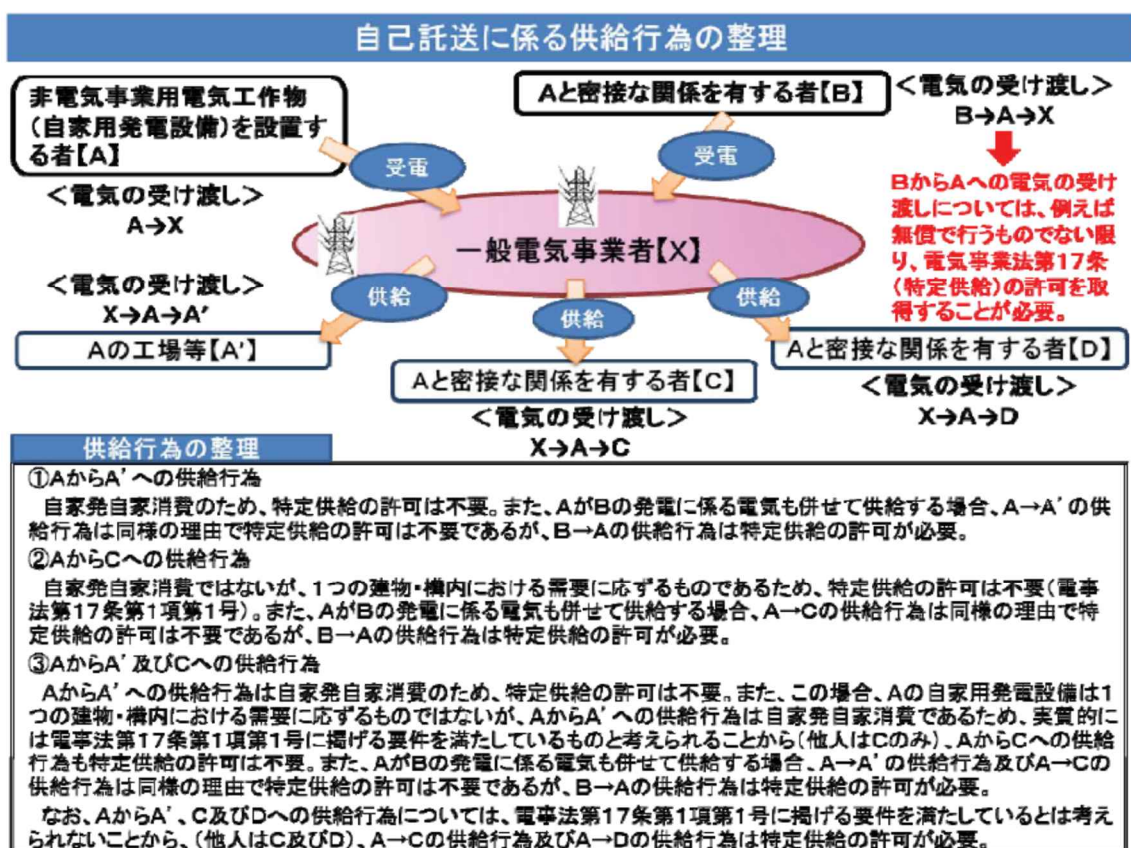 自己託送に係る供給行為の整理
非電気事業用電気工作物
（自家用発電設備）を設置す
る者【A】
＜電気の受け渡し＞
A→X
Aと密接な関係を有する者【B】
＜電気の受け渡し＞
B→A→X
受電
受電
BからAへの電気の受け
渡しについては、例えば
無償で行うものでない限
り、電気事業法第17条
（特定供給）の許可を取
得することが必要。
一般電気事業者【X】
＜電気の受け渡し＞
X→A→A’
供給
供給
供給
Aの工場等【A’】
Aと密接な関係を有する者【C】
＜電気の受け渡し＞
X→A→C
Aと密接な関係を有する者【D】
＜電気の受け渡し＞
X→A→D
供給行為の整理
①AからA’への供給行為
自家発自家消費のため、特定供給の許可は不要。また、AがBの発電に係る電気も併せて供給する場合、A→A’の供
給行為は同様の理由で特定供給の許可は不要であるが、B→Aの供給行為は特定供給の許可が必要。
②AからCへの供給行為
自家発自家消費ではないが、1つの建物・構内における需要に応ずるものであるため、特定供給の許可は不要（電事
法第17条第1項第1号）。また、AがBの発電に係る電気も併せて供給する場合、A→Cの供給行為は同様の理由で特
定供給の許可は不要であるが、B→Aの供給行為は特定供給の許可が必要。
③AからA’及びCへの供給行為
AからA’への供給行為は自家発自家消費のため、特定供給の許可は不要。また、この場合、Aの自家用発電設備は1
つの建物・構内における需要に応ずるものではないが、AからA’への供給行為は自家発自家消費であるため、実質的に
は電事法第17条第1項第1号に掲げる要件を満たしているものと考えられることから（他人はCのみ）、AからCへの供給
行為も特定供給の許可は不要。また、AがBの発電に係る電気も併せて供給する場合、A→A’の供給行為及びA→Cの
供給行為は同様の理由で特定供給の許可は不要であるが、B→Aの供給行為は特定供給の許可が必要。
なお、AからA’、C及びDへの供給行為については、電事法第17条第1項第1号に掲げる要件を満たしているとは考え
られないことから、（他人はC及びD）、A→Cの供給行為及びA→Dの供給行為は特定供給の許可が必要。